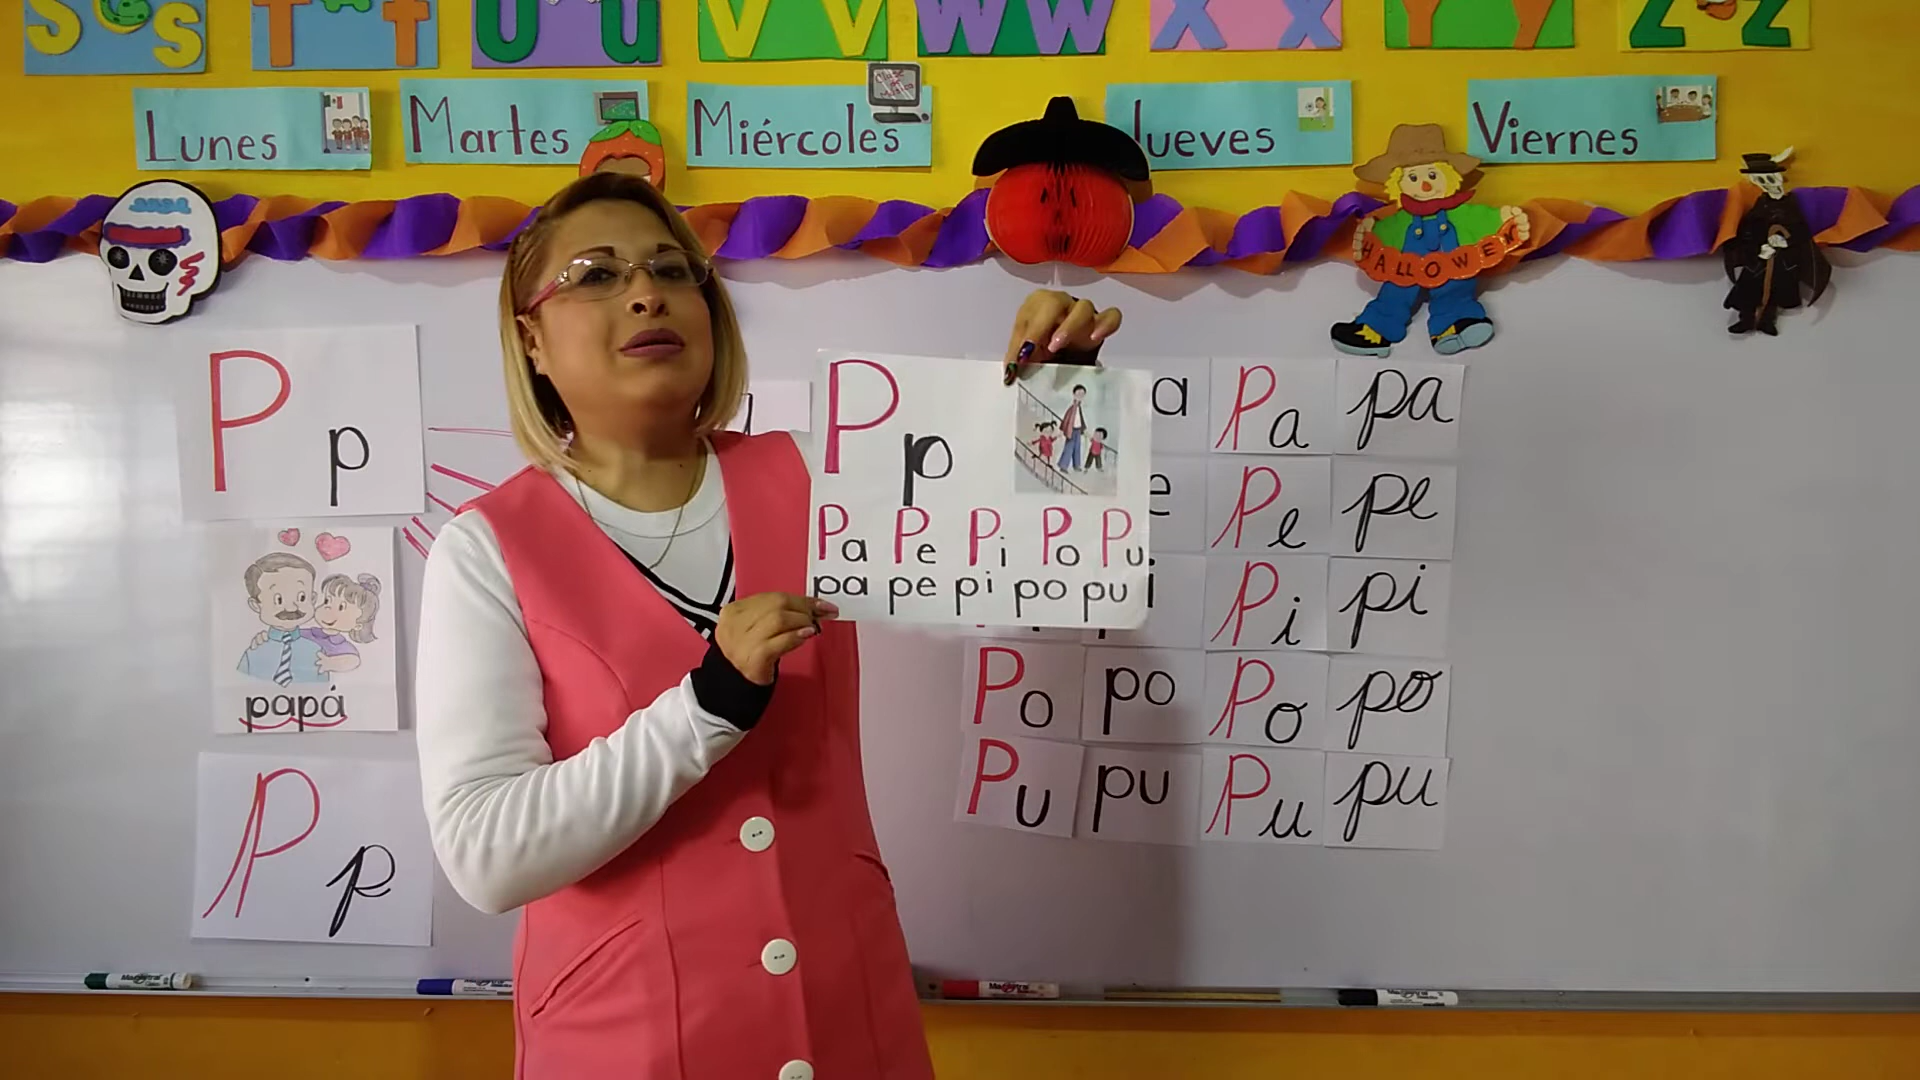 S s T t U u V v W w X x Y y Z z
Lunes Martes Miércoles Jueves Viernes
HALLOWE
P p
papá
P p
P p
Pa Pe Pi Po Pu
pa pe pi po pu
a Pa pa
e Pe pe
i Pi pi
Po po Po po
Pu pu Pu pu